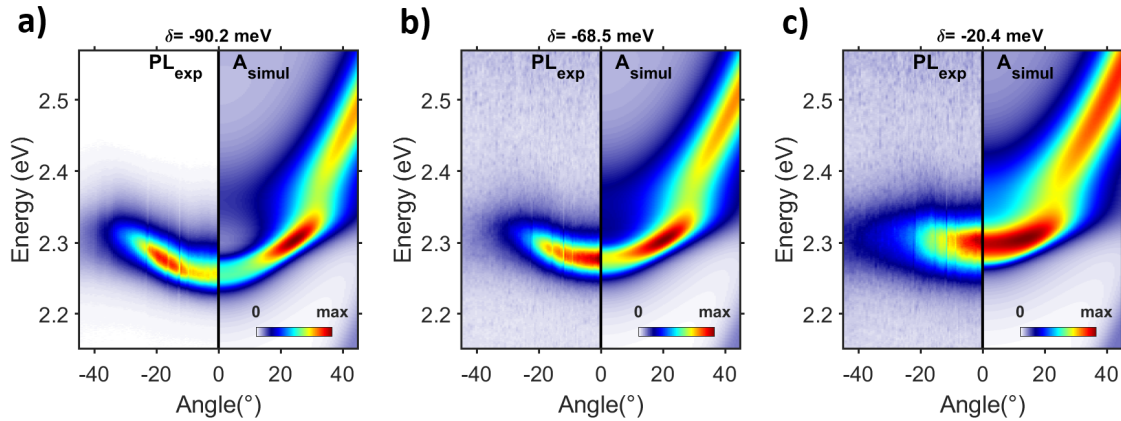 a)
δ= -90.2 meV
PLexp
Asimul
2.5
2.4
2.3
2.2
Energy (eV)
0
max
-40
-20
0
20
40
Angle(°)
b)
δ= -68.5 meV
PLexp
Asimul
2.5
2.4
2.3
2.2
Energy (eV)
0
max
-40
-20
0
20
40
Angle(°)
c)
δ= -20.4 meV
PLexp
Asimul
2.5
2.4
2.3
2.2
Energy (eV)
0
max
-40
-20
0
20
40
Angle(°)